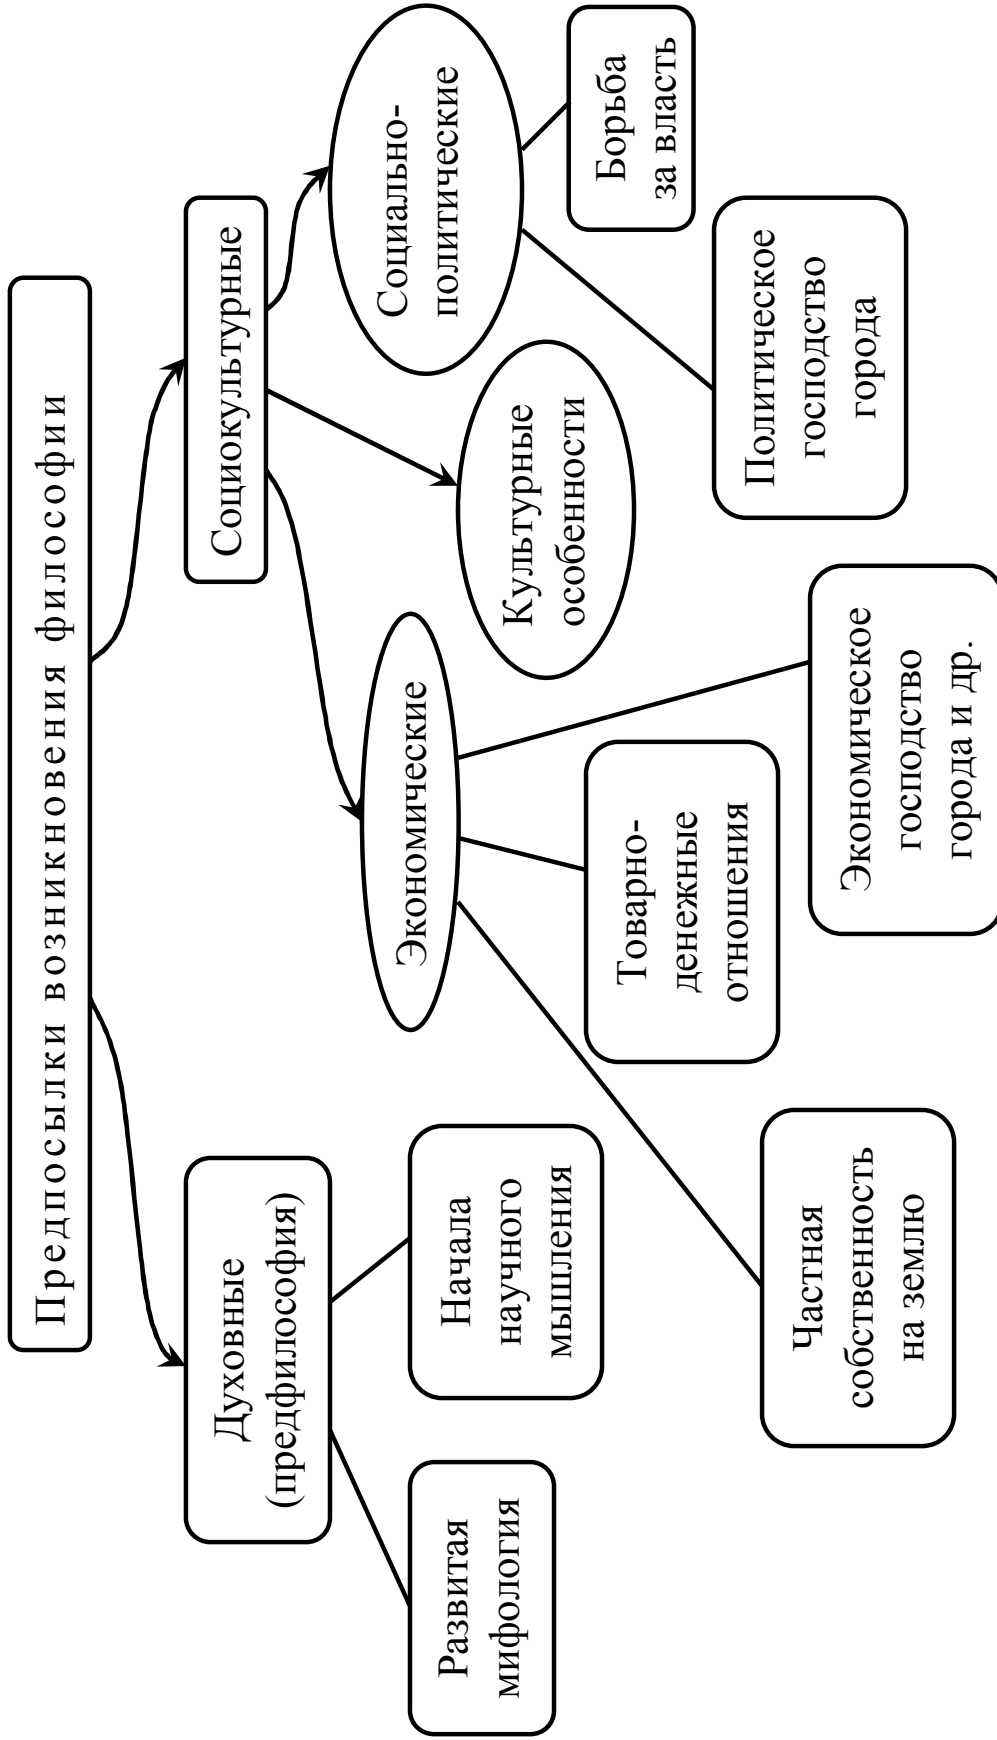 Предпосылки возникновения философии
Духовные
(предфилософия)
Социокультурные
Развитая
мифология
Начала
научного
мышления
Экономические
Культурные
особенности
Социально-
политические
Частная
собственность
на землю
Товарно-
денежные
отношения
Экономическое
господство
города и др.
Политическое
господство
города
Борьба
за власть